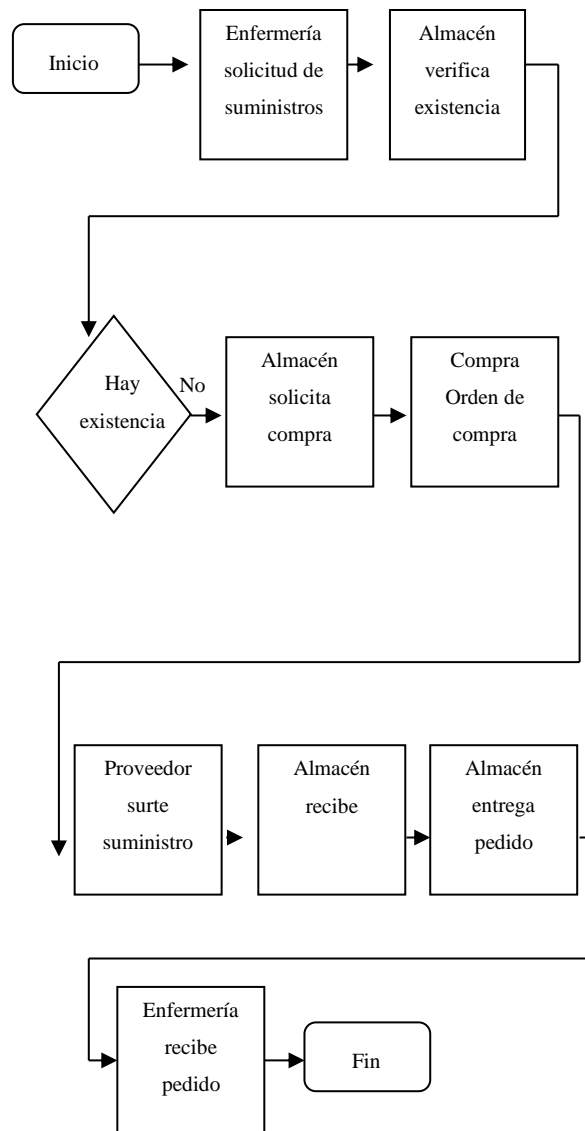 Inicio
Enfermería
solicitud de
suministros
Almacén
verifica
existencia
Hay
existencia
No
Almacén
solicita
compra
Compra
Orden de
compra
Proveedor
surte
suministro
Almacén
recibe
Almacén
entrega
pedido
Enfermería
recibe
pedido
Fin